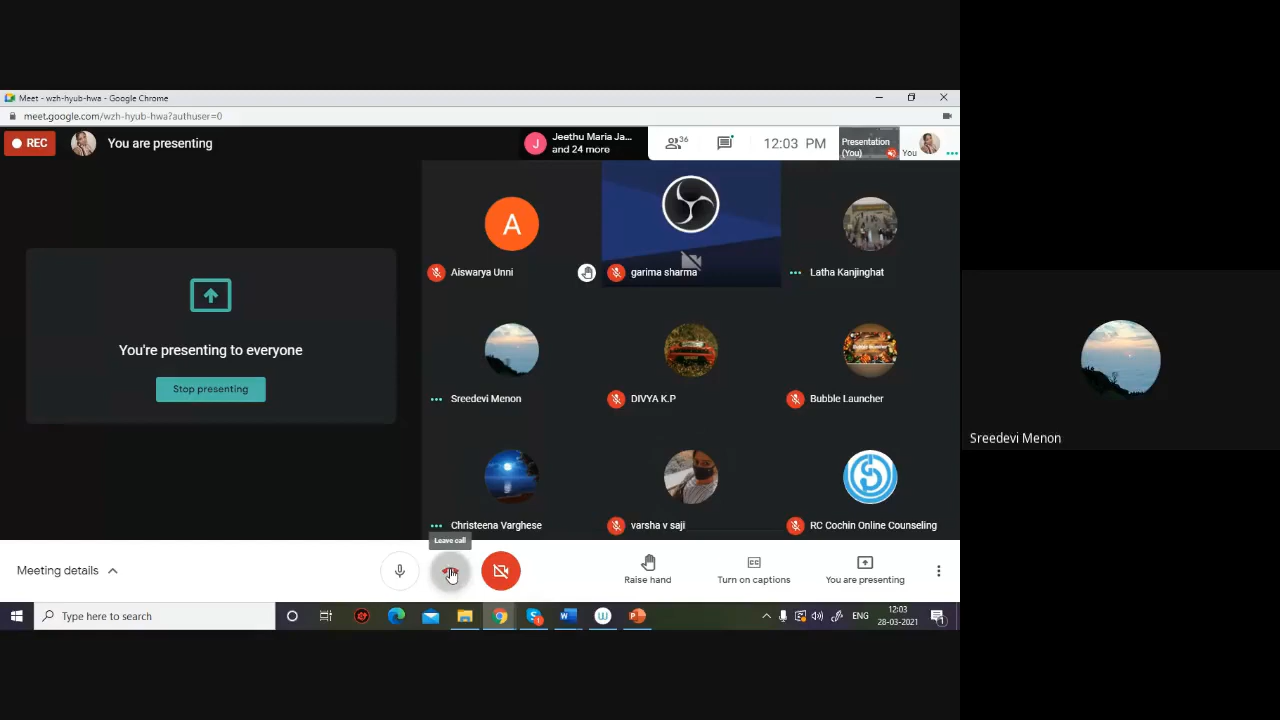 Meet - wzh-hyub-hwa - Google Chrome
meet.google.com/wzh-hyub-hwa?authuser=0
REC
You are presenting
J
Jeethu Maria Ja...
and 24 more
36
12:03 PM
Presentation
(You)
You
A
Aiswarya Unni
garima sharma
Latha Kanjinghat
You're presenting to everyone
Stop presenting
Sreedevi Menon
DIVYA K.P
Bubble Launcher
Sreedevi Menon
Christeena Varghese
varsha v saji
RC Cochin Online Counseling
Leave call
Meeting details
Raise hand
CC
Turn on captions
You are presenting
Type here to search
ENG
12:03
28-03-2021
1